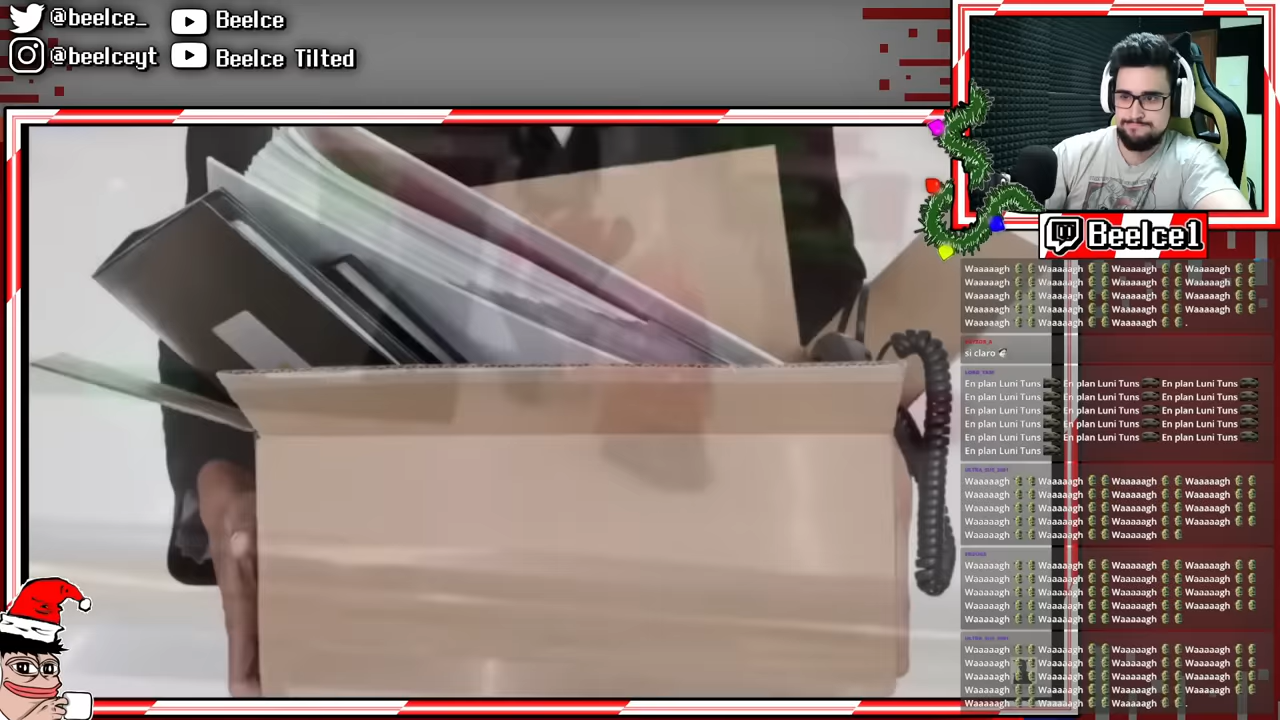 @beelce_
Beelce
@beelceyt
Beelce Tilted
Beelce1
Waaaaagh Waaaaagh Waaaaagh Waaaaagh
Waaaaagh Waaaaagh Waaaaagh Waaaaagh
Waaaaagh Waaaaagh Waaaaagh Waaaaagh
Waaaaagh Waaaaagh Waaaaagh Waaaaagh
Waaaaagh Waaaaagh Waaaaagh .
si claro
En plan Luni Tuns En plan Luni Tuns En plan Luni Tuns
En plan Luni Tuns En plan Luni Tuns En plan Luni Tuns
En plan Luni Tuns En plan Luni Tuns En plan Luni Tuns
En plan Luni Tuns En plan Luni Tuns En plan Luni Tuns
En plan Luni Tuns En plan Luni Tuns En plan Luni Tuns
En plan Luni Tuns
Waaaaagh Waaaaagh Waaaaagh Waaaaagh
Waaaaagh Waaaaagh Waaaaagh Waaaaagh
Waaaaagh Waaaaagh Waaaaagh Waaaaagh
Waaaaagh Waaaaagh Waaaaagh Waaaaagh
Waaaaagh Waaaaagh Waaaaagh
Waaaaagh Waaaaagh Waaaaagh Waaaaagh
Waaaaagh Waaaaagh Waaaaagh Waaaaagh
Waaaaagh Waaaaagh Waaaaagh Waaaaagh
Waaaaagh Waaaaagh Waaaaagh Waaaaagh
Waaaaagh Waaaaagh Waaaaagh
Waaaaagh Waaaaagh Waaaaagh Waaaaagh
Waaaaagh Waaaaagh Waaaaagh Waaaaagh
Waaaaagh Waaaaagh Waaaaagh Waaaaagh
Waaaaagh Waaaaagh Waaaaagh Waaaaagh
Waaaaagh Waaaaagh Waaaaagh .